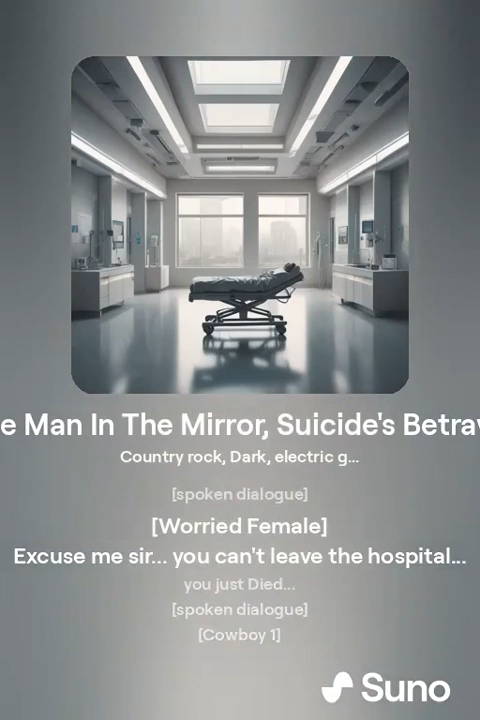 e Man In The Mirror, Suicide's Betra
Country rock, Dark, electric g...
[spoken dialogue]
[Worried Female]
Excuse me sir... you can't leave the hospital...
you just Died...
[spoken dialogue]
[Cowboy 1]
Suno